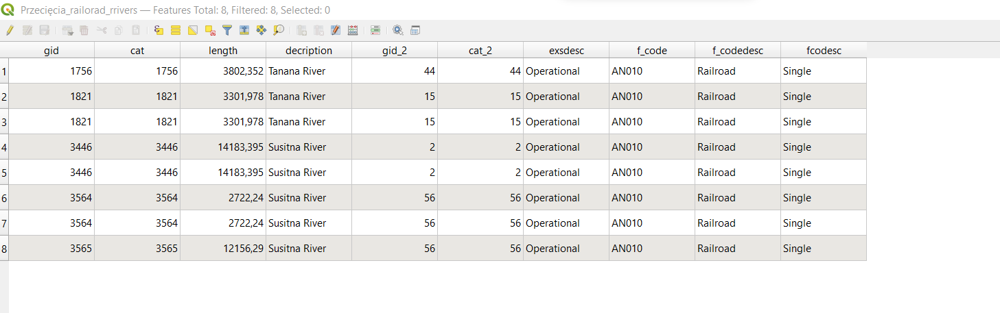 Przecięcia_railorad_rrivers — Features Total: 8, Filtered: 8, Selected: 0
gid cat length decription gid_2 cat_2 exsdesc f_code f_codedesc fcodesc
1 1756 1756 3802,352 Tanana River 44 44 Operational AN010 Railroad Single
2 1821 1821 3301,978 Tanana River 15 15 Operational AN010 Railroad Single
3 1821 1821 3301,978 Tanana River 15 15 Operational AN010 Railroad Single
4 3446 3446 14183,395 Susitna River 2 2 Operational AN010 Railroad Single
5 3446 3446 14183,395 Susitna River 2 2 Operational AN010 Railroad Single
6 3564 3564 2722,24 Susitna River 56 56 Operational AN010 Railroad Single
7 3564 3564 2722,24 Susitna River 56 56 Operational AN010 Railroad Single
8 3565 3565 12156,29 Susitna River 56 56 Operational AN010 Railroad Single